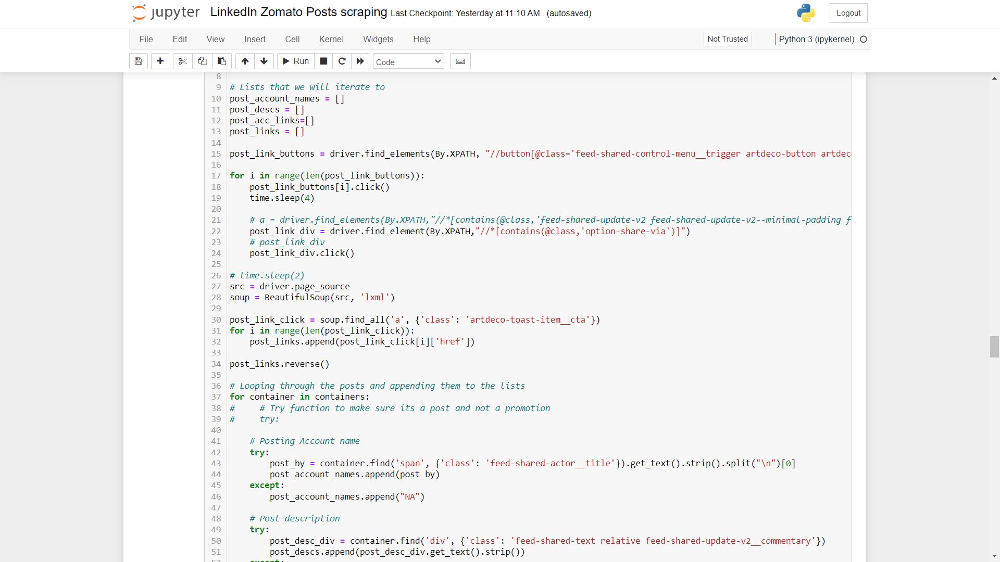 jupyter LinkedIn Zomato Posts scraping Last Checkpoint: Yesterday at 11:10 AM (autosaved) Logout
File Edit View Insert Cell Kernel Widgets Help Not Trusted Python 3 (ipykernel)
Run Code
8
9 # Lists that we will iterate to
10 post_account_names = []
11 post_descs = []
12 post_acc_links=[]
13 post_links = []
14
15 post_link_buttons = driver.find_elements(By.XPATH, "//button[@class='feed-shared-control-menu__trigger artdeco-button artdec
16
17 for i in range(len(post_link_buttons)):
18     post_link_buttons[i].click()
19     time.sleep(4)
20
21     # a = driver.find_elements(By.XPATH,"//*[contains(@class,'feed-shared-update-v2 feed-shared-update-v2--minimal-padding f
22     post_link_div = driver.find_element(By.XPATH,"//*[contains(@class,'option-share-via')]")
23     # post_link_div
24     post_link_div.click()
25
26 # time.sleep(2)
27 src = driver.page_source
28 soup = BeautifulSoup(src, 'lxml')
29
30 post_link_click = soup.find_all('a', {'class': 'artdeco-toast-item__cta'})
31 for i in range(len(post_link_click)):
32     post_links.append(post_link_click[i]['href'])
33
34 post_links.reverse()
35
36 # Looping through the posts and appending them to the lists
37 for container in containers:
38 #     # Try function to make sure its a post and not a promotion
39 #     try:
40
41     # Posting Account name
42     try:
43         post_by = container.find('span', {'class': 'feed-shared-actor__title'}).get_text().strip().split("\n")[0]
44         post_account_names.append(post_by)
45     except:
46         post_account_names.append("NA")
47
48     # Post description
49     try:
50         post_desc_div = container.find('div', {'class': 'feed-shared-text relative feed-shared-update-v2__commentary'})
51         post_descs.append(post_desc_div.get_text().strip())
52     except: